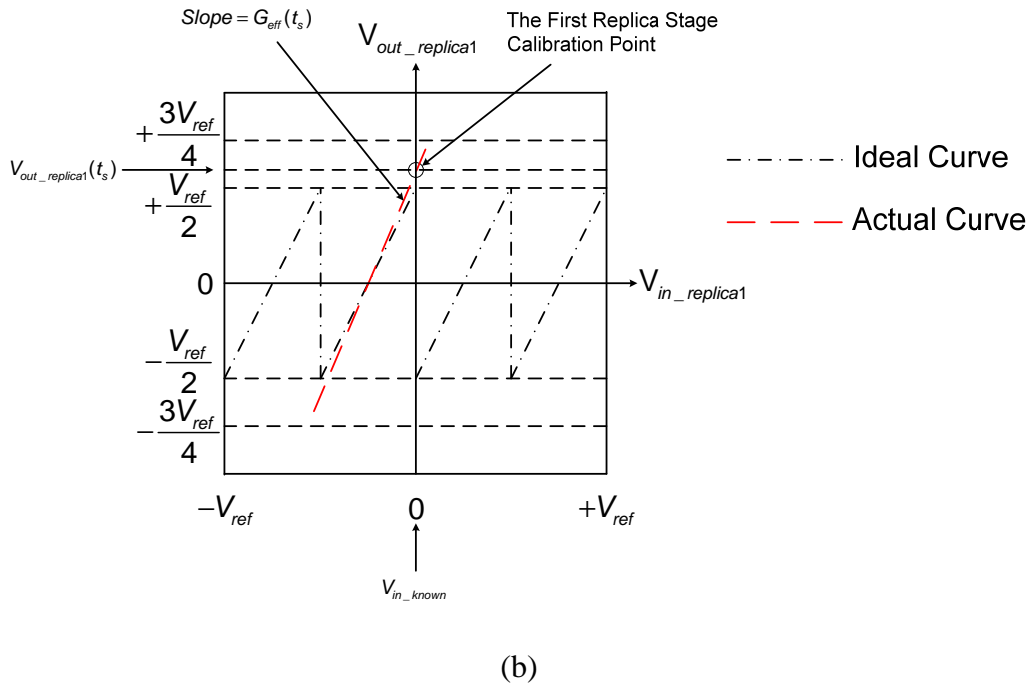 Slope = G_eff(t_s)
V_out_replica1
The First Replica Stage
Calibration Point
+3V_ref/4
V_out_replica1(t_s)
+V_ref/2
0
V_in_replica1
-V_ref/2
-3V_ref/4
-V_ref
0
+V_ref
V_in_known
Ideal Curve
Actual Curve
(b)